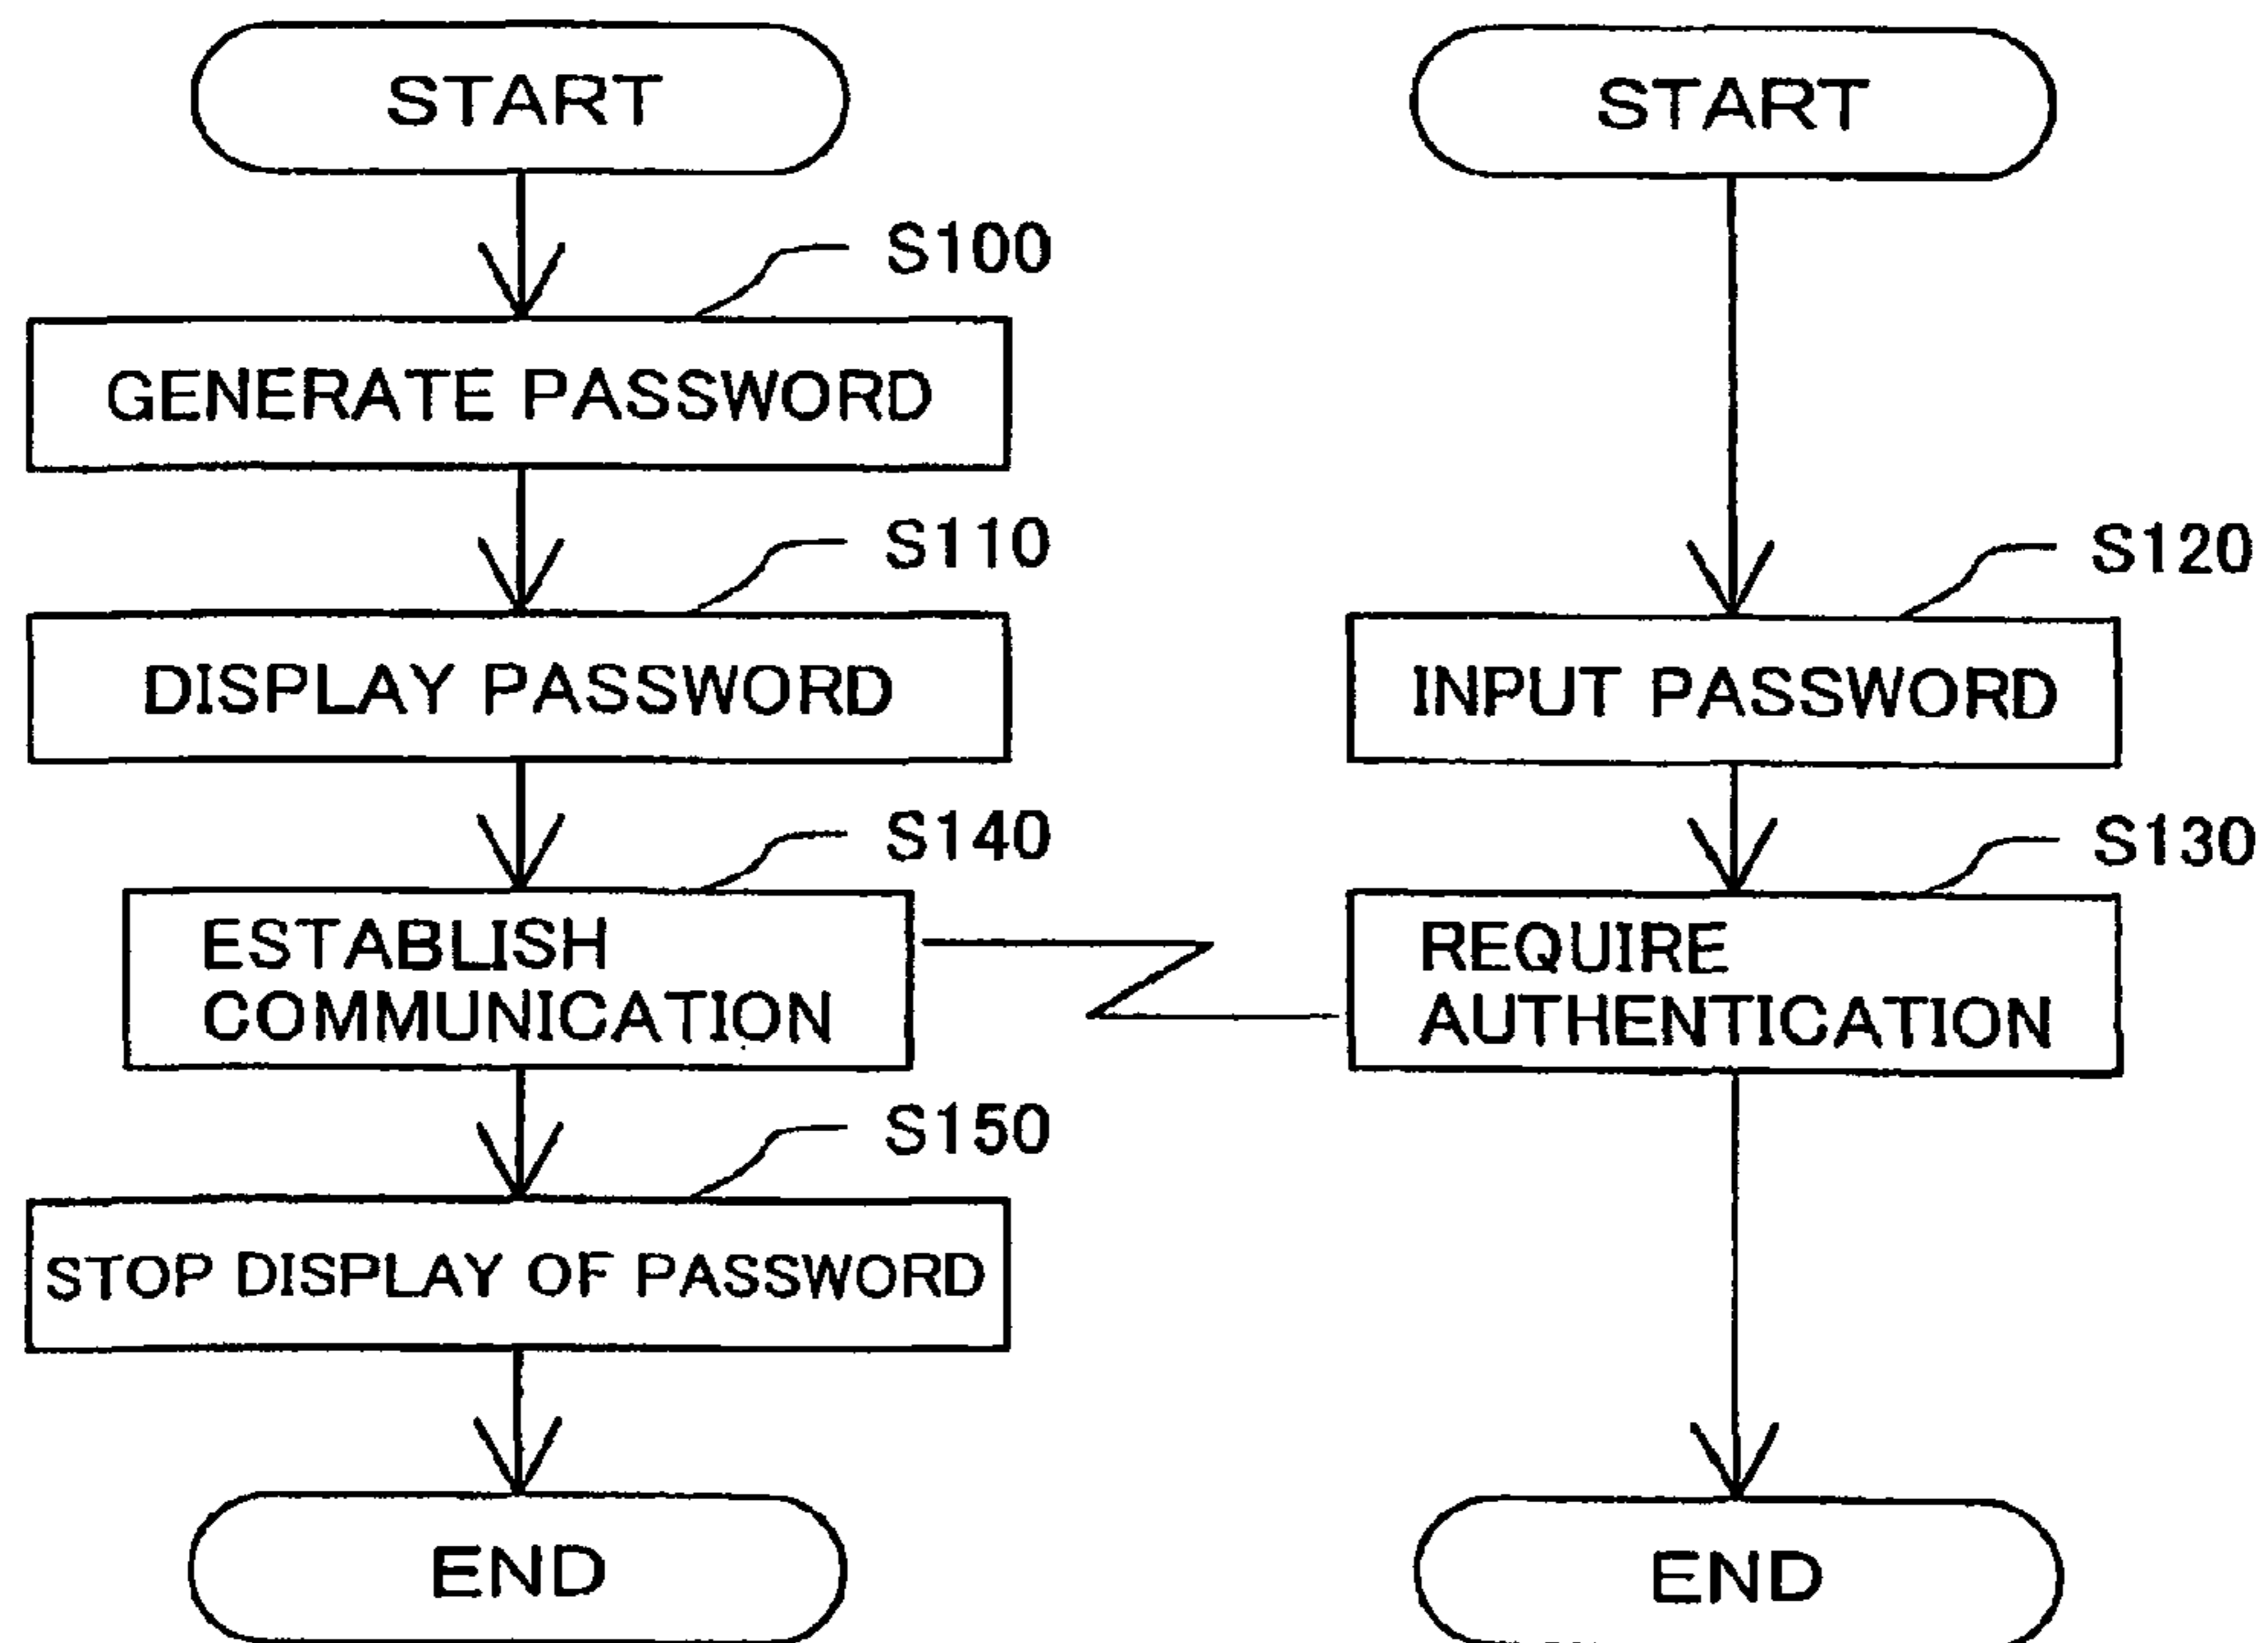 START
S100
GENERATE PASSWORD
S110
DISPLAY PASSWORD
S140
ESTABLISH
COMMUNICATION
S150
STOP DISPLAY OF PASSWORD
END
START
S120
INPUT PASSWORD
S130
REQUIRE
AUTHENTICATION
END